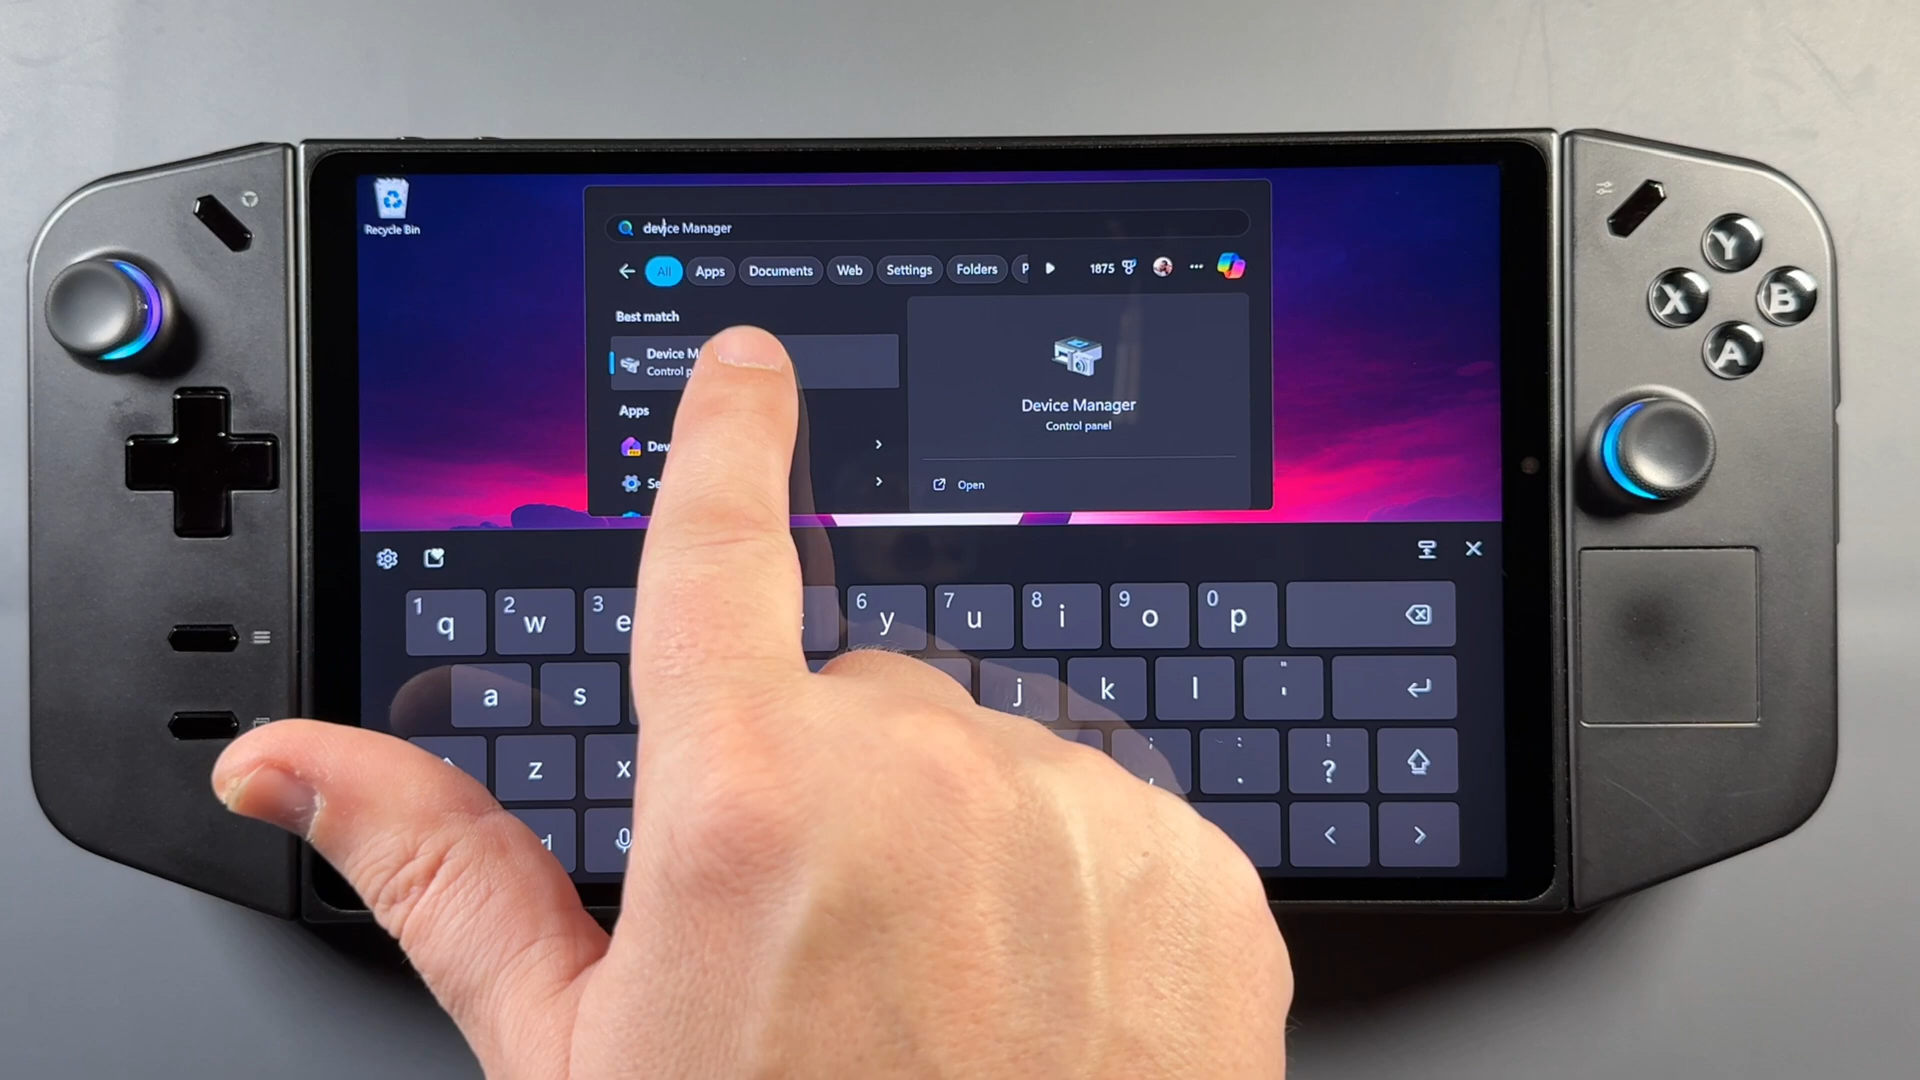 Recycle Bin
device Manager
All Apps Documents Web Settings Folders P 1875
Best match
Device M
Control p
Apps
Dev
Se
Device Manager
Control panel
Open
1 q 2 w 3 e 6 y 7 u 8 i 9 o 0 p
a s j k l " '
z x ; , : . ! ?
< >
Y
X B
A